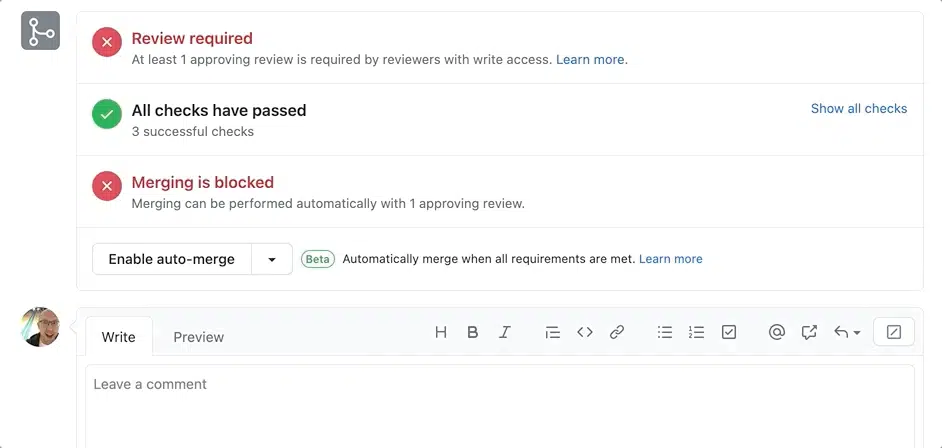 Review required
At least 1 approving review is required by reviewers with write access. Learn more.
All checks have passed
Show all checks
3 successful checks
Merging is blocked
Merging can be performed automatically with 1 approving review.
Enable auto-merge Beta Automatically merge when all requirements are met. Learn more
Write Preview
Leave a comment